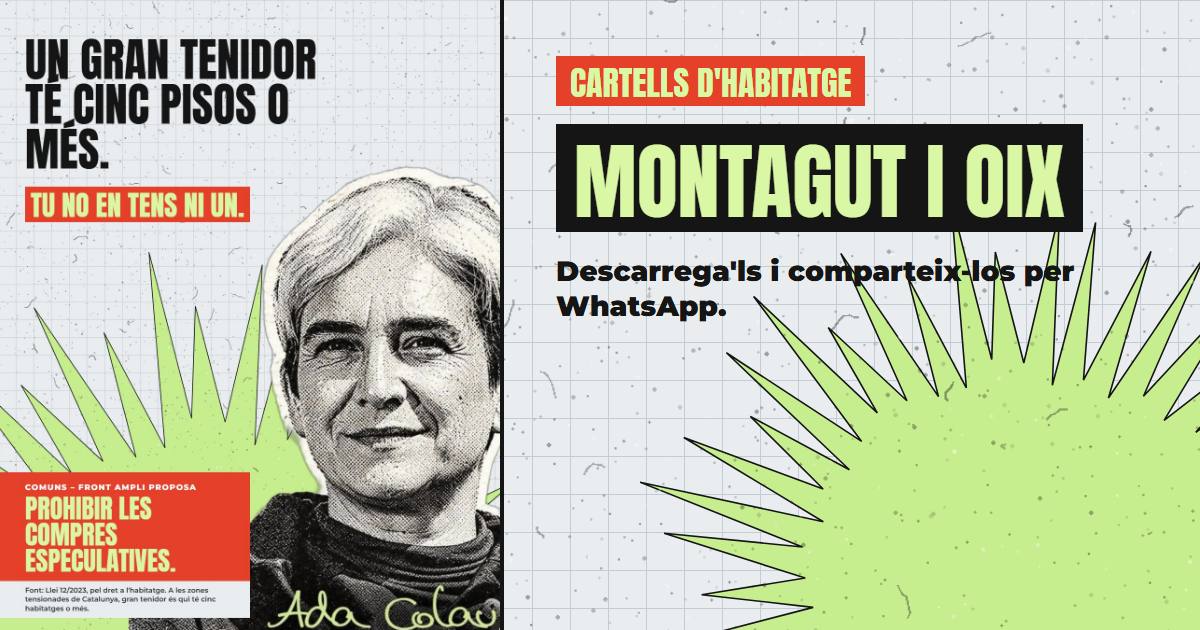 UN GRAN TENIDOR
TÉ CINC PISOS O
MÉS.
TU NO EN TENS NI UN.
COMUNS – FRONT AMPLI PROPOSA
PROHIBIR LES
COMPRES
ESPECULATIVES.
Font: Llei 12/2023, pel dret a l'habitatge. A les zones
tensionades de Catalunya, gran tenidor és qui té cinc
habitatges o més.
Ada Colau
CARTELLS D'HABITATGE
MONTAGUT I OIX
Descarrega'ls i comparteix-los per
WhatsApp.